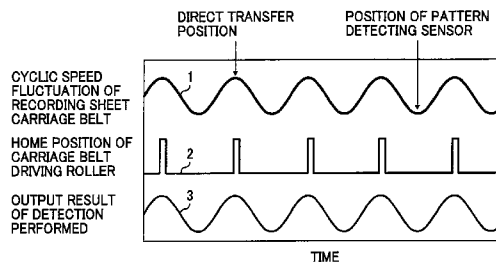 DIRECT TRANSFER
POSITION
POSITION OF PATTERN
DETECTING SENSOR
CYCLIC SPEED
FLUCTUATION OF
RECORDING SHEET
CARRIAGE BELT
1
HOME POSITION OF
CARRIAGE BELT
DRIVING ROLLER
2
OUTPUT RESULT
OF DETECTION
PERFORMED
3
TIME